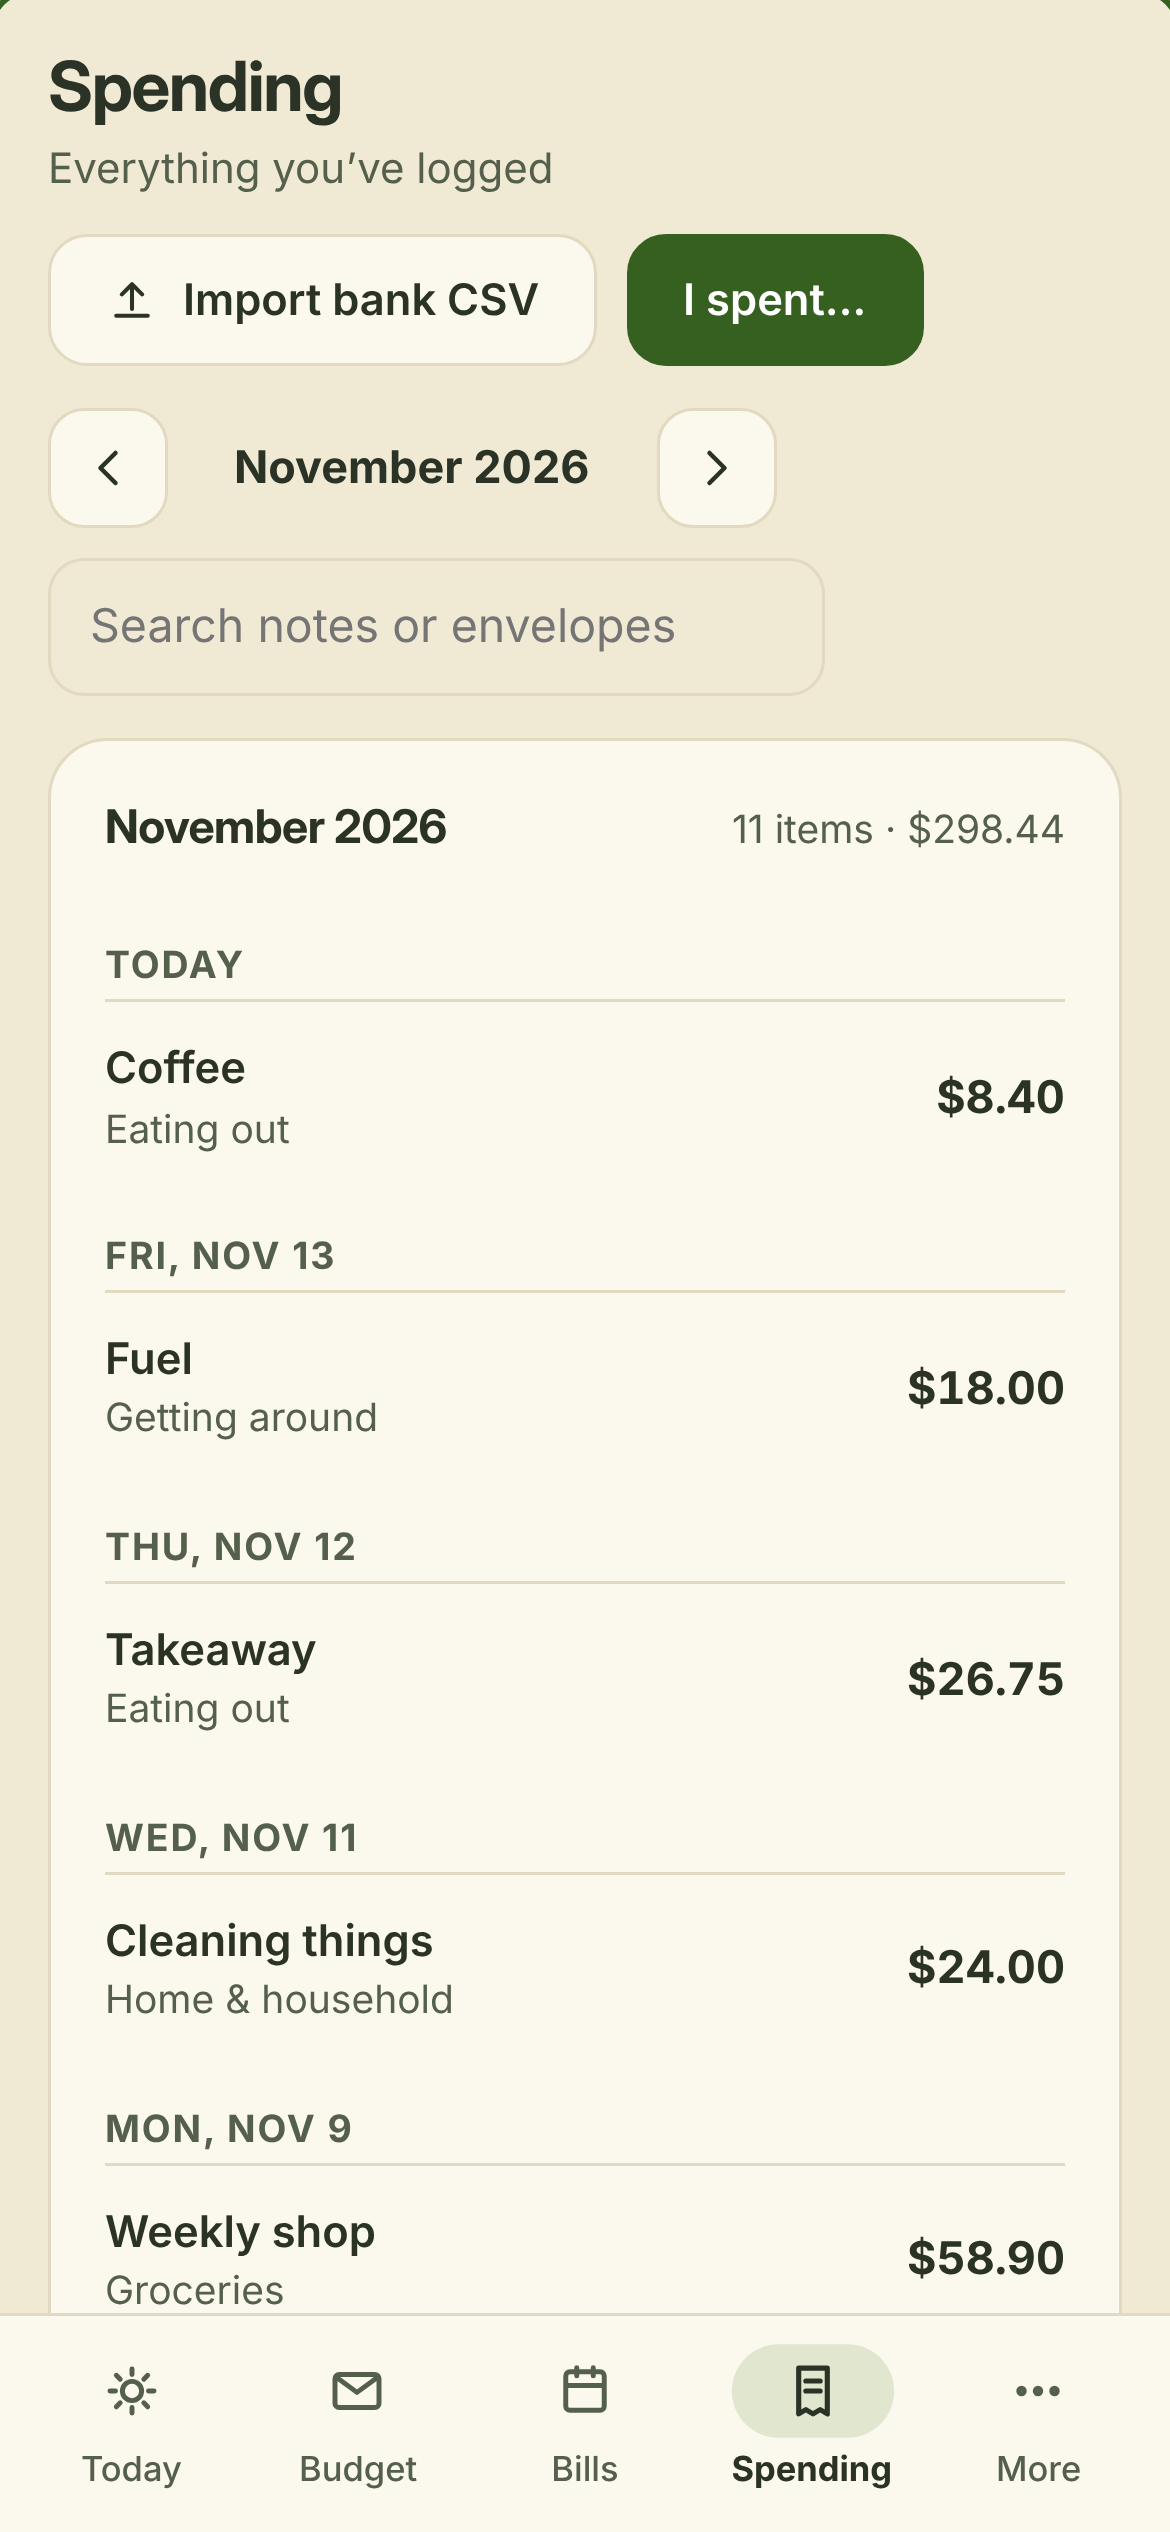 Spending
Everything you’ve logged
Import bank CSV
I spent…
November 2026
Search notes or envelopes
November 2026
11 items · $298.44
TODAY
Coffee
$8.40
Eating out
FRI, NOV 13
Fuel
$18.00
Getting around
THU, NOV 12
Takeaway
$26.75
Eating out
WED, NOV 11
Cleaning things
$24.00
Home & household
MON, NOV 9
Weekly shop
$58.90
Groceries
Today
Budget
Bills
Spending
More